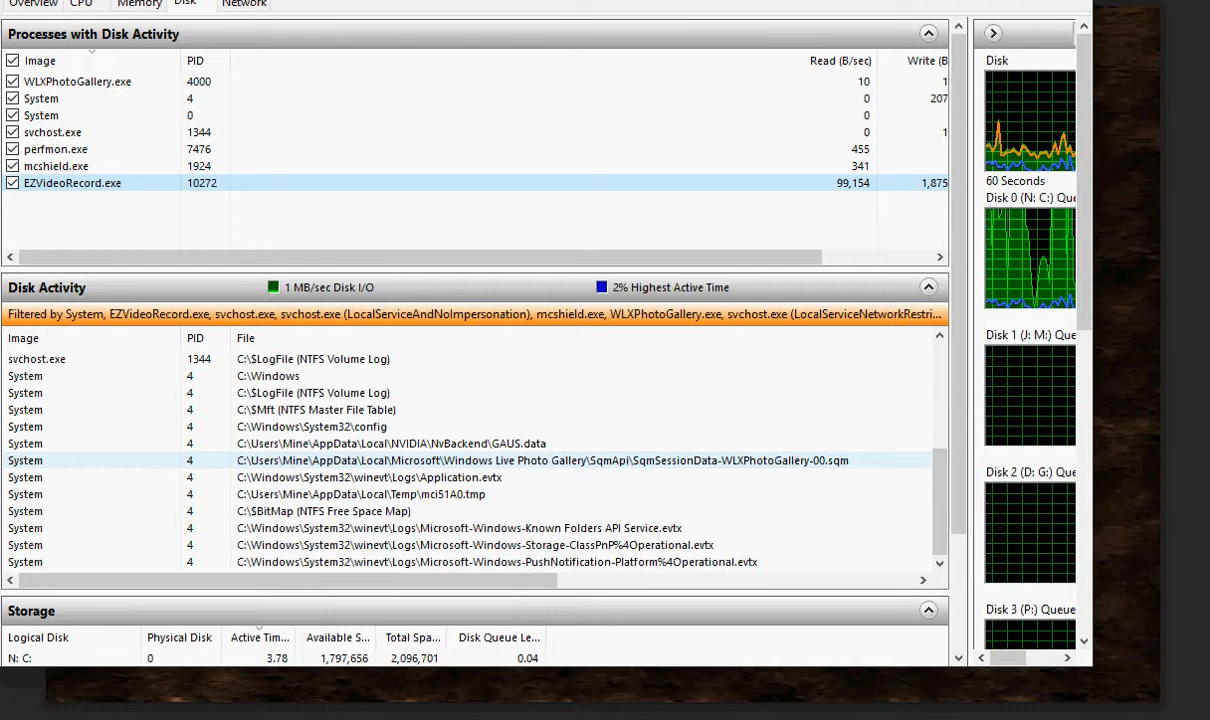 Overview CPU Memory Disk Network
Processes with Disk Activity
Image PID Read (B/sec) Write (B
WLXPhotoGallery.exe 4000 10 1
System 4 0 207
System 0 0
svchost.exe 1344 0 1
perfmon.exe 7476 455
mcshield.exe 1924 341
EZVideoRecord.exe 10272 99,154 1,875
Disk Activity 1 MB/sec Disk I/O 2% Highest Active Time
Filtered by System, EZVideoRecord.exe, svchost.exe, svchost.exe (LocalServiceAndNoImpersonation), mcshield.exe, WLXPhotoGallery.exe, svchost.exe (LocalServiceNetworkRestri...
Image PID File
svchost.exe 1344 C:\$LogFile (NTFS Volume Log)
System 4 C:\Windows
System 4 C:\$LogFile (NTFS Volume Log)
System 4 C:\$Mft (NTFS Master File Table)
System 4 C:\Windows\System32\config
System 4 C:\Users\Mine\AppData\Local\NVIDIA\NvBackend\GAUS.data
System 4 C:\Users\Mine\AppData\Local\Microsoft\Windows Live Photo Gallery\SqmApi\SqmSessionData-WLXPhotoGallery-00.sqm
System 4 C:\Windows\System32\winevt\Logs\Application.evtx
System 4 C:\Users\Mine\AppData\Local\Temp\mci51A0.tmp
System 4 C:\$BitMap (NTFS Free Space Map)
System 4 C:\Windows\System32\winevt\Logs\Microsoft-Windows-Known Folders API Service.evtx
System 4 C:\Windows\System32\winevt\Logs\Microsoft-Windows-Storage-ClassPnP%4Operational.evtx
System 4 C:\Windows\System32\winevt\Logs\Microsoft-Windows-PushNotification-Platform%4Operational.evtx
Storage
Logical Disk Physical Disk Active Tim... Available S... Total Spa... Disk Queue Le...
N: C: 0 3.78 1,797,656 2,096,701 0.04
Disk
60 Seconds
Disk 0 (N: C:) Que
Disk 1 (J: M:) Que
Disk 2 (D: G:) Que
Disk 3 (P:) Queue